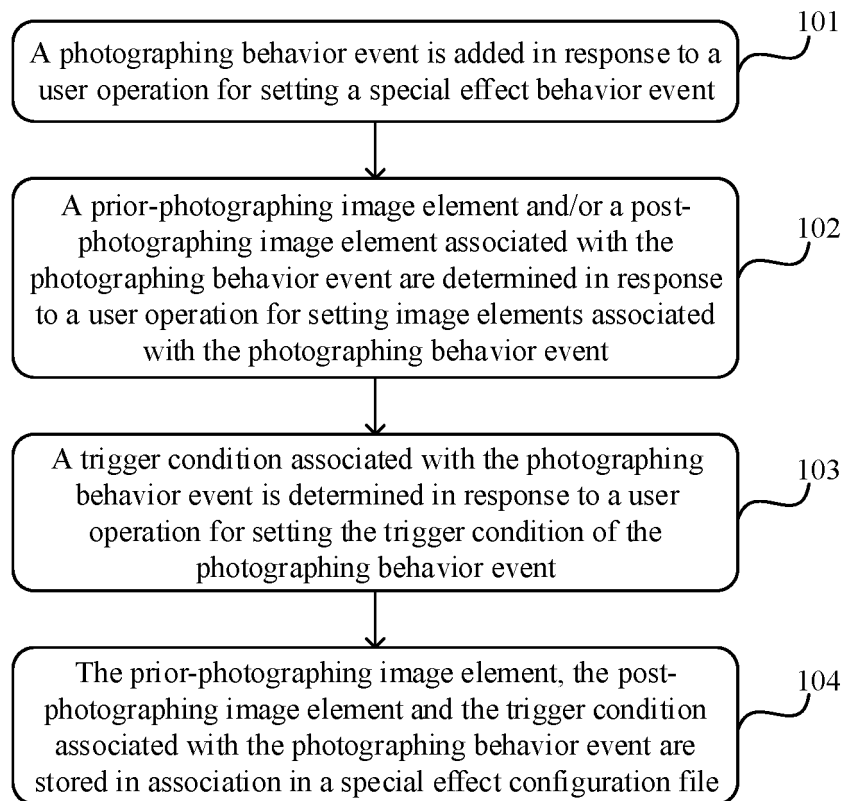 101
A photographing behavior event is added in response to a
user operation for setting a special effect behavior event
102
A prior-photographing image element and/or a post-
photographing image element associated with the
photographing behavior event are determined in response
to a user operation for setting image elements associated
with the photographing behavior event
103
A trigger condition associated with the photographing
behavior event is determined in response to a user
operation for setting the trigger condition of the
photographing behavior event
104
The prior-photographing image element, the post-
photographing image element and the trigger condition
associated with the photographing behavior event are
stored in association in a special effect configuration file